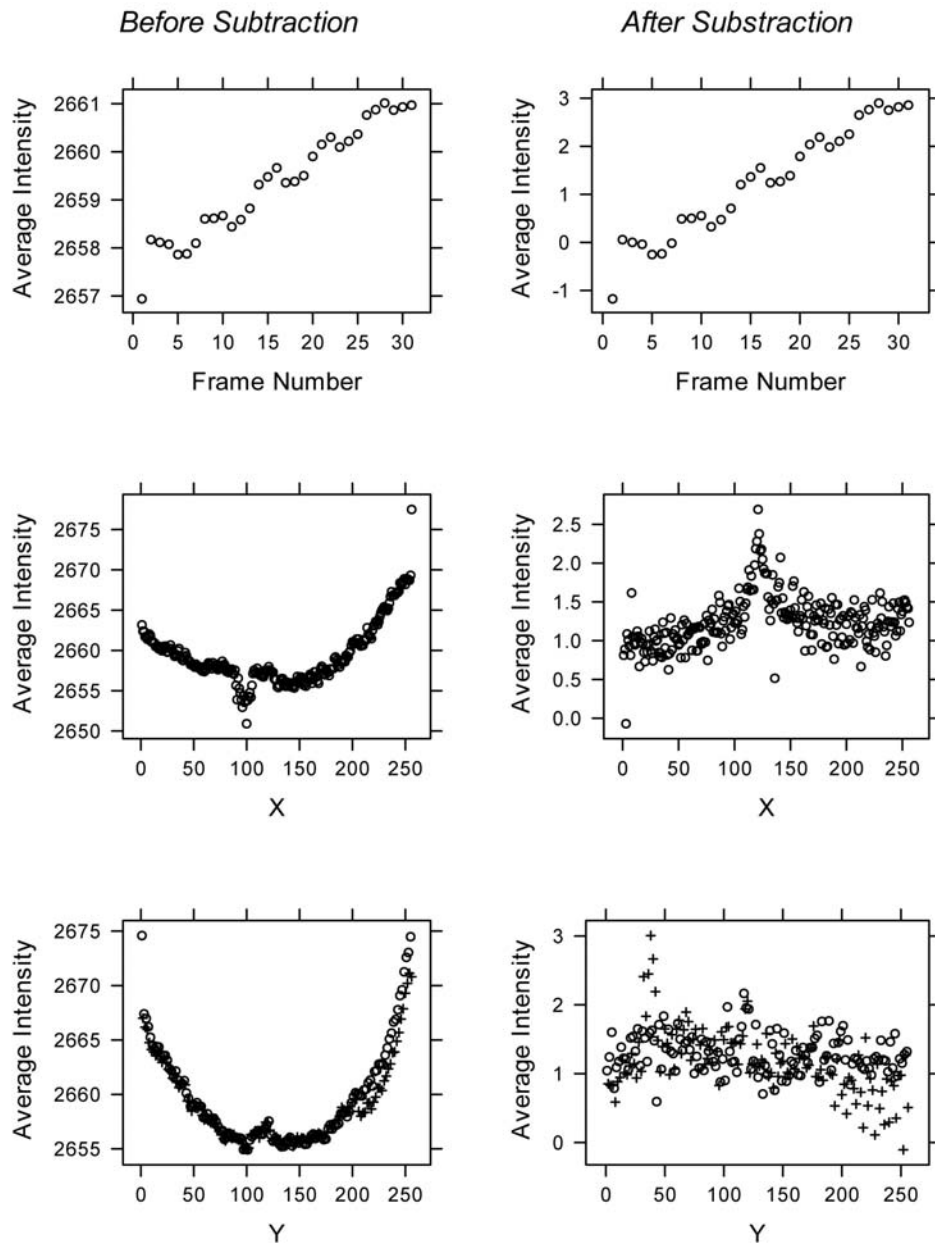 Before Subtraction
After Substraction
Average Intensity
2661
2660
2659
2658
2657
0 5 10 15 20 25 30
Frame Number
Average Intensity
3
2
1
0
-1
0 5 10 15 20 25 30
Frame Number
Average Intensity
2675
2670
2665
2660
2655
2650
0 50 100 150 200 250
X
Average Intensity
2.5
2.0
1.5
1.0
0.5
0.0
0 50 100 150 200 250
X
Average Intensity
2675
2670
2665
2660
2655
0 50 100 150 200 250
Y
Average Intensity
3
2
1
0
0 50 100 150 200 250
Y